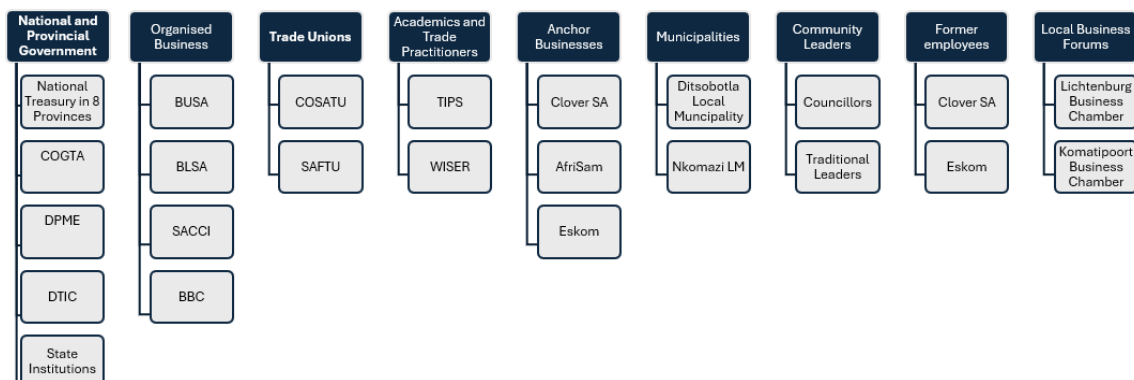 National and
Provincial
Government
National
Treasury in 8
Provinces
COGTA
DPME
DTIC
State
Institutions
Organised
Business
BUSA
BLSA
SACCI
BBC
Trade Unions
COSATU
SAFTU
Academics and
Trade
Practitioners
TIPS
WISER
Anchor
Businesses
Clover SA
AfriSam
Eskom
Municipalities
Ditsobotla
Local
Muncipality
Nkomazi LM
Community
Leaders
Councillors
Traditional
Leaders
Former
employees
Clover SA
Eskom
Local Business
Forums
Lichtenburg
Business
Chamber
Komatipoort
Business
Chamber